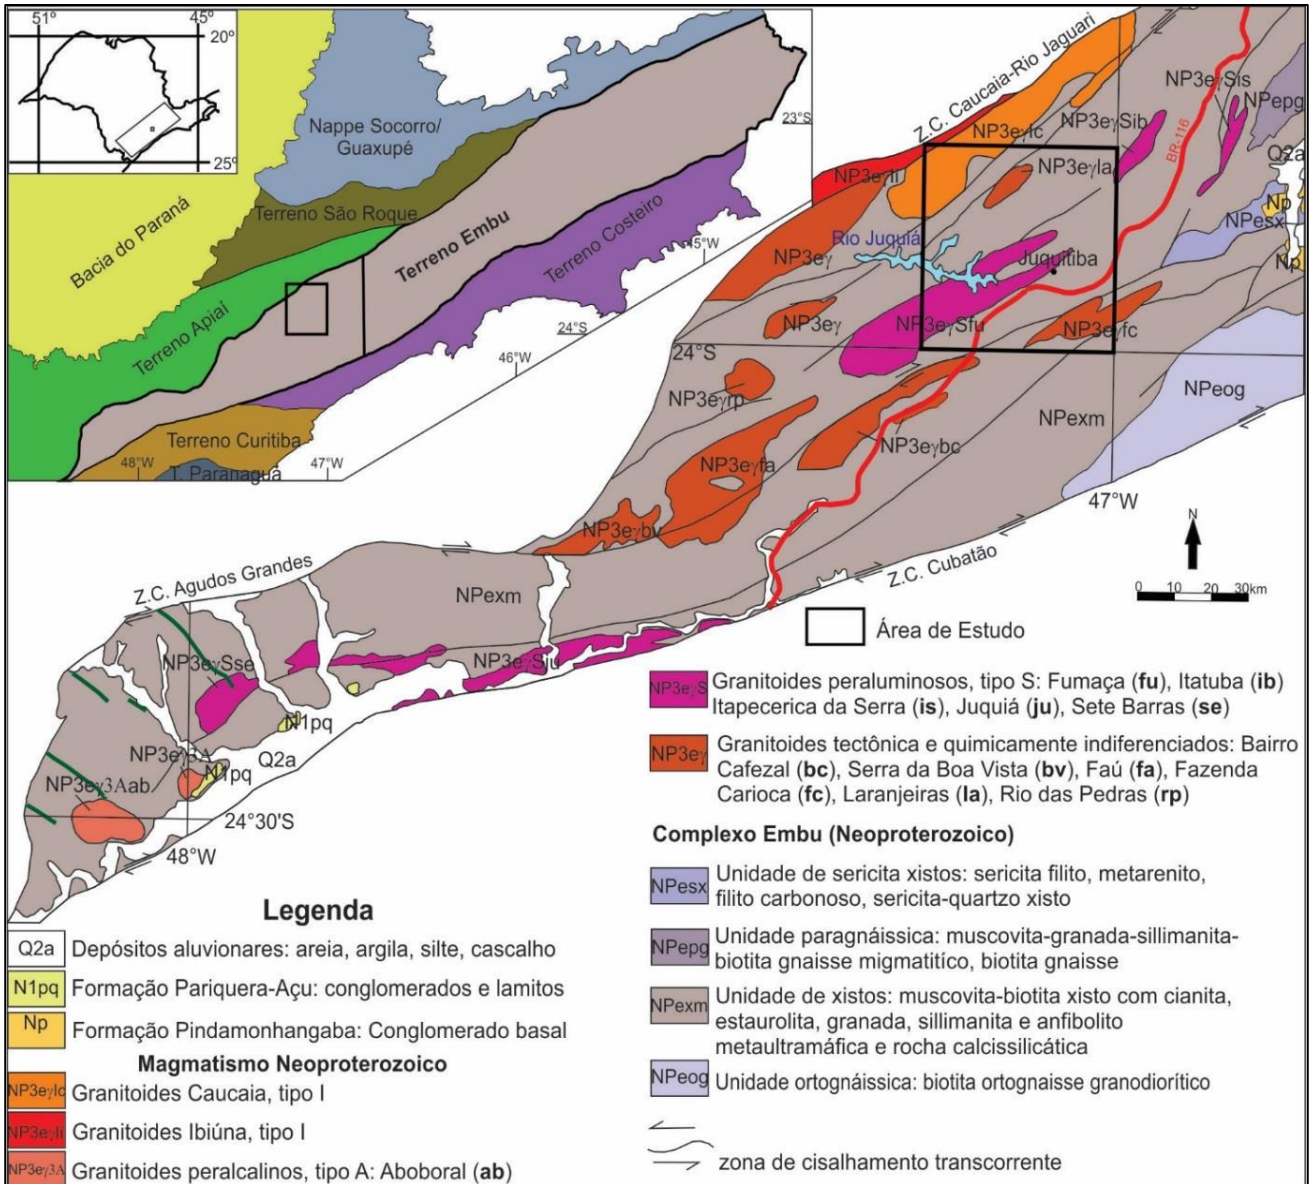 51°
45°
20°
25°
Nappe Socorro/
Guaxupé
23°S
Terreno São Roque
Bacia do Paraná
Terreno Embu
Terreno Costeiro
45°W
Terreno Apiaí
24°S
46°W
Terreno Curitiba
48°W
47°W
T. Paranaguá
Z.C. Caucaia-Rio Jaguari
NP3eγSis
NPepg
NP3eγIc
NP3eγSib
BR-116
Q2a
NP3eγIi
NP3eγla
Np
NPesx
Rio Juquiá
Juquitiba
Np
NP3eγ
NP3eγ
NP3eγSfu
NP3eγfc
24°S
NPeog
NP3eγrp
NPexm
NP3eγbc
NP3eγfa
47°W
N
NP3eγbv
Z.C. Cubatão
0 10 20 30km
Z.C. Agudos Grandes
NPexm
Área de Estudo
NP3eγSse
NP3eγSju
N1pq
NP3eγ3A
Q2a
N1pq
NP3eγ3Aab
24°30'S
48°W
NP3eγS Granitoides peraluminosos, tipo S: Fumaça (fu), Itatuba (ib)
Itapecerica da Serra (is), Juquiá (ju), Sete Barras (se)
NP3eγ Granitoides tectônica e quimicamente indiferenciados: Bairro
Cafezal (bc), Serra da Boa Vista (bv), Faú (fa), Fazenda
Carioca (fc), Laranjeiras (la), Rio das Pedras (rp)
Complexo Embu (Neoproterozoico)
NPesx Unidade de sericita xistos: sericita filito, metarenito,
filito carbonoso, sericita-quartzo xisto
NPepg Unidade paragnáissica: muscovita-granada-sillimanita-
biotita gnaisse migmatitíco, biotita gnaisse
NPexm Unidade de xistos: muscovita-biotita xisto com cianita,
estaurolita, granada, sillimanita e anfibolito
metaultramáfica e rocha calcissilicática
NPeog Unidade ortognáissica: biotita ortognaisse granodiorítico
zona de cisalhamento transcorrente
Legenda
Q2a Depósitos aluvionares: areia, argila, silte, cascalho
N1pq Formação Pariquera-Açu: conglomerados e lamitos
Np Formação Pindamonhangaba: Conglomerado basal
Magmatismo Neoproterozoico
NP3eγIc Granitoides Caucaia, tipo I
NP3eγIi Granitoides Ibiúna, tipo I
NP3eγ3A Granitoides peralcalinos, tipo A: Aboboral (ab)